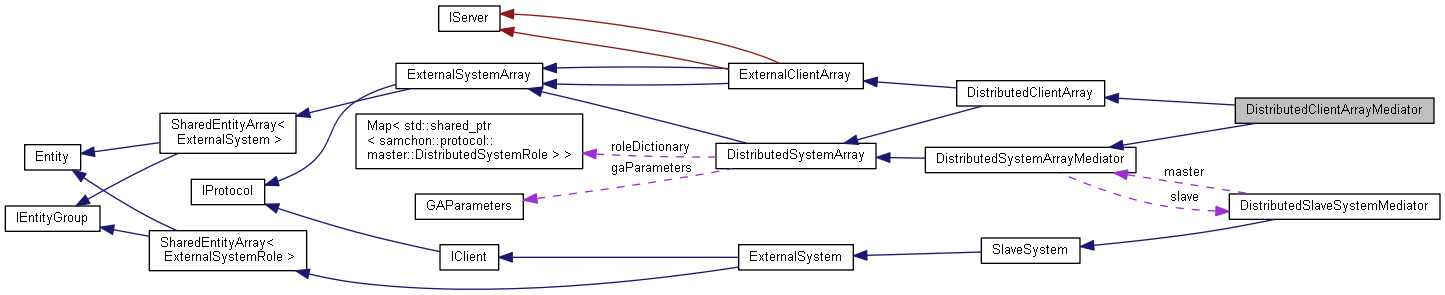 IServer
ExternalSystemArray
ExternalClientArray
DistributedClientArray
DistributedClientArrayMediator
SharedEntityArray<
ExternalSystem >
Map< std::shared_ptr
< samchon::protocol::
master::DistributedSystemRole > >
roleDictionary
gaParameters
DistributedSystemArray
DistributedSystemArrayMediator
Entity
IProtocol
GAParameters
master
slave
DistributedSlaveSystemMediator
IEntityGroup
SharedEntityArray<
ExternalSystemRole >
IClient
ExternalSystem
SlaveSystem